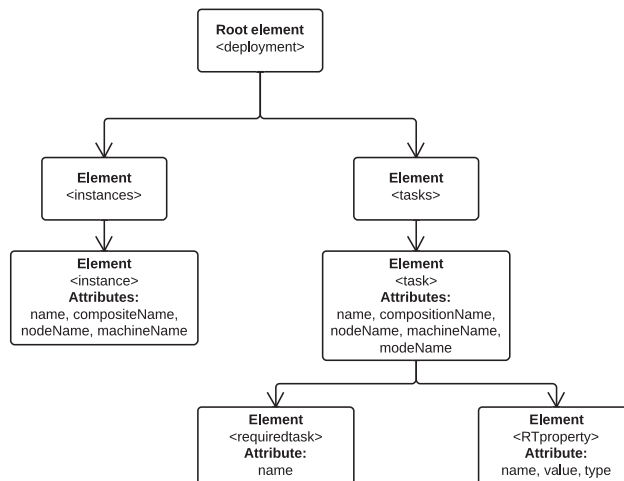 Root element
<deployment>
Element
<instances>
Element
<tasks>
Element
<instance>
Attributes:
name, compositeName,
nodeName, machineName
Element
<task>
Attributes:
name, compositionName,
nodeName, machineName,
modeName
Element
<requiredtask>
Attribute:
name
Element
<RTproperty>
Attribute:
name, value, type